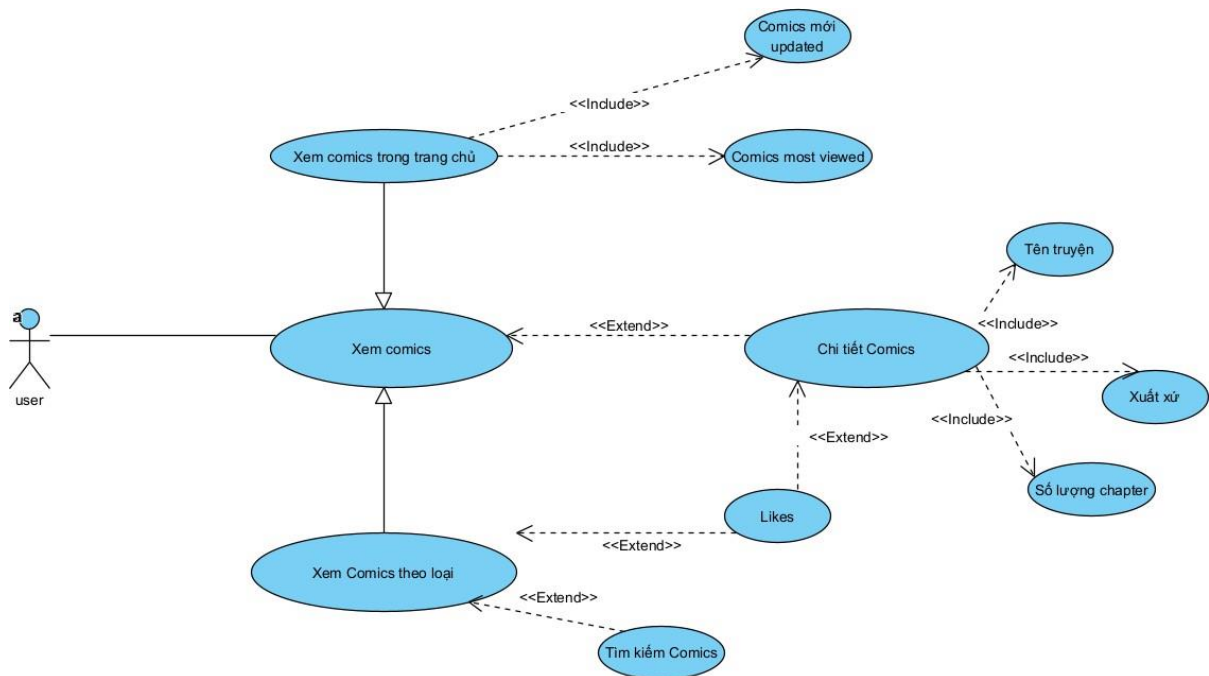 Comics mới
updated
<<Include>>
Xem comics trong trang chủ
<<Include>>
Comics most viewed
Tên truyện
a
<<Include>>
<<Extend>>
Xem comics
Chi tiết Comics
<<Include>>
Xuất xứ
user
<<Include>>
<<Extend>>
Số lượng chapter
Likes
<<Extend>>
Xem Comics theo loại
<<Extend>>
Tìm kiếm Comics